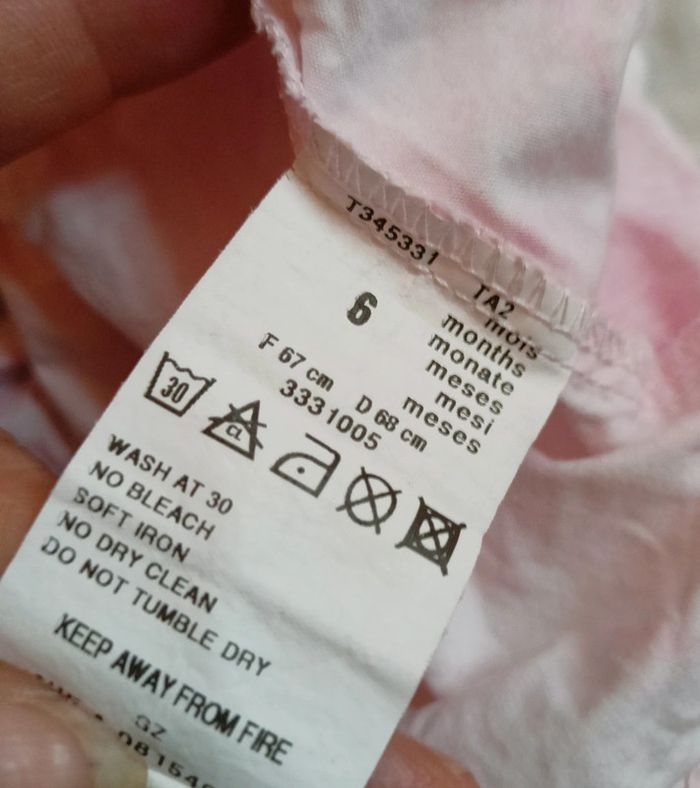 T345331 TA2
6
mois
months
monate
meses
mesi
meses
F 67 cm D 68 cm
3331005
30
CL
WASH AT 30
NO BLEACH
SOFT IRON
NO DRY CLEAN
DO NOT TUMBLE DRY
KEEP AWAY FROM FIRE
GZ